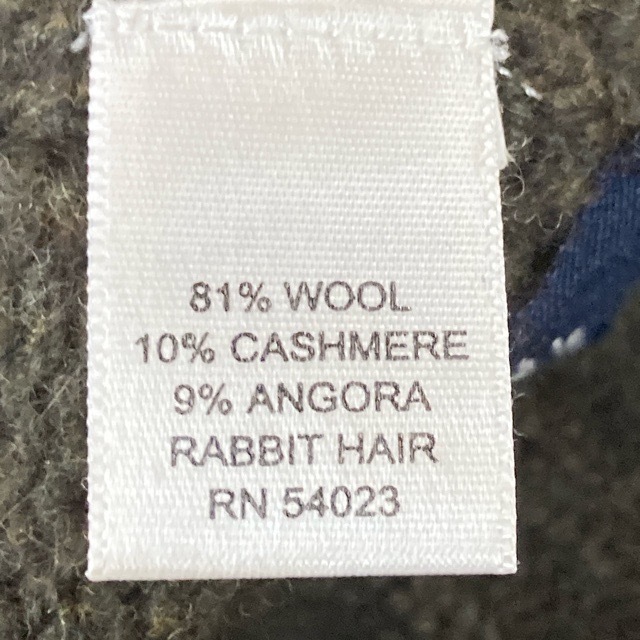 81% WOOL
10% CASHMERE
9% ANGORA
RABBIT HAIR
RN 54023